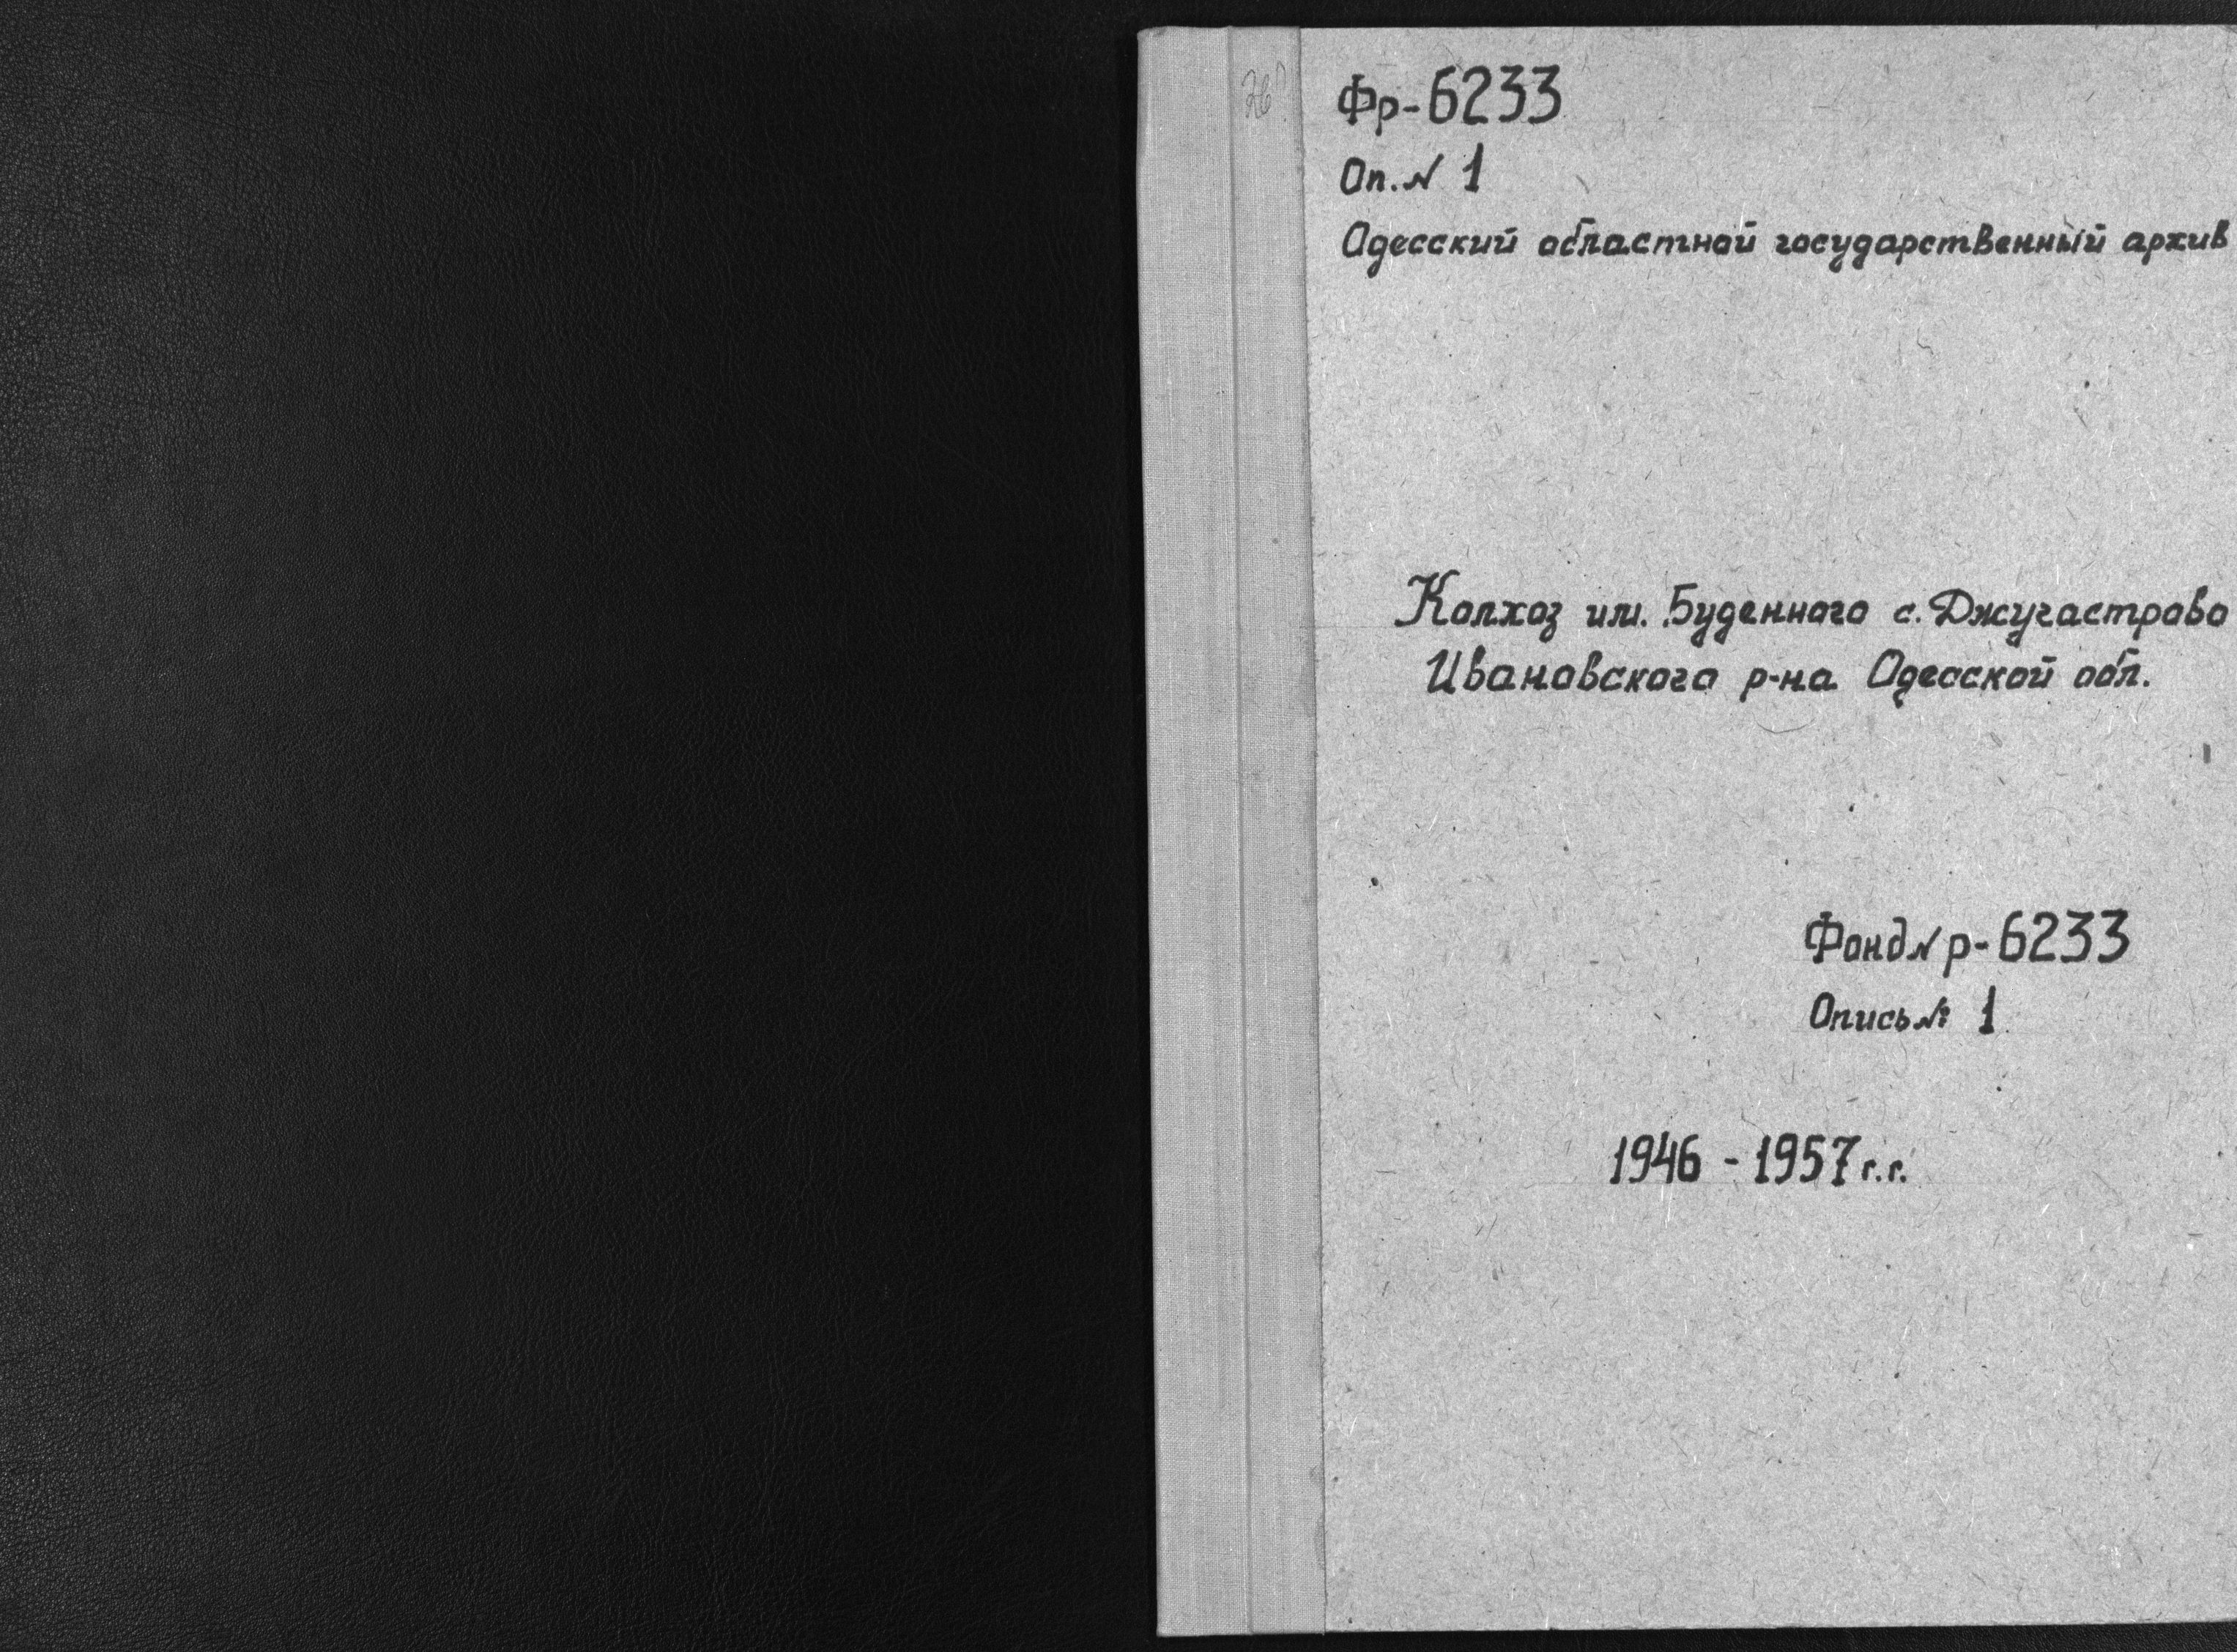 Фр-6233
Оп.№ 1
Одесский областной государственный архив
Колхоз им. Буденного с. Джугастрово
Ивановского р-на Одесской обл.
Фонд№ р-6233
Опись№ 1
1946 - 1957 г.г.